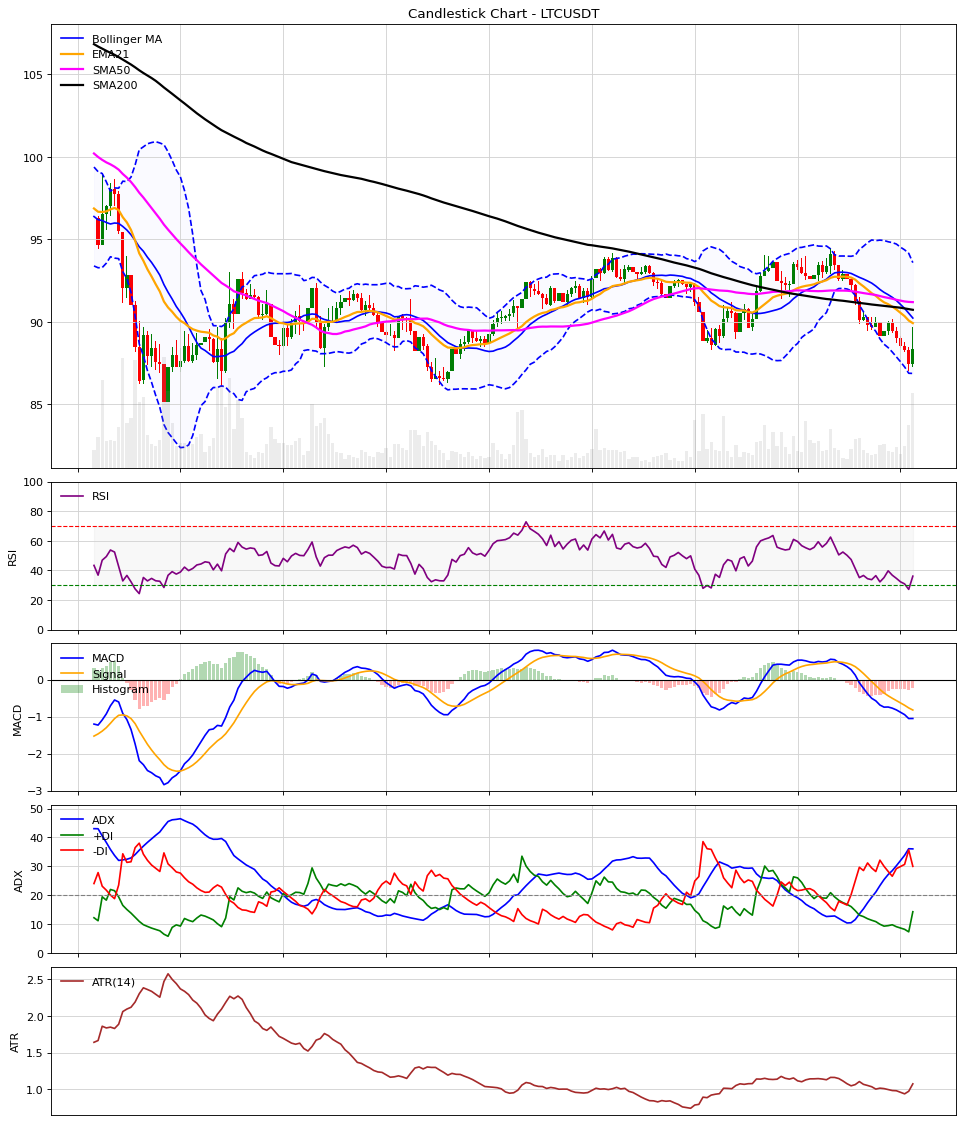 Candlestick Chart - LTCUSDT
Bollinger MA
EMA21
SMA50
SMA200
105
100
95
90
85
RSI
100
80
60
40
20
0
RSI
MACD
Signal
Histogram
0
−1
−2
−3
MACD
ADX
+DI
-DI
50
40
30
20
10
0
ADX
ATR(14)
2.5
2.0
1.5
1.0
ATR